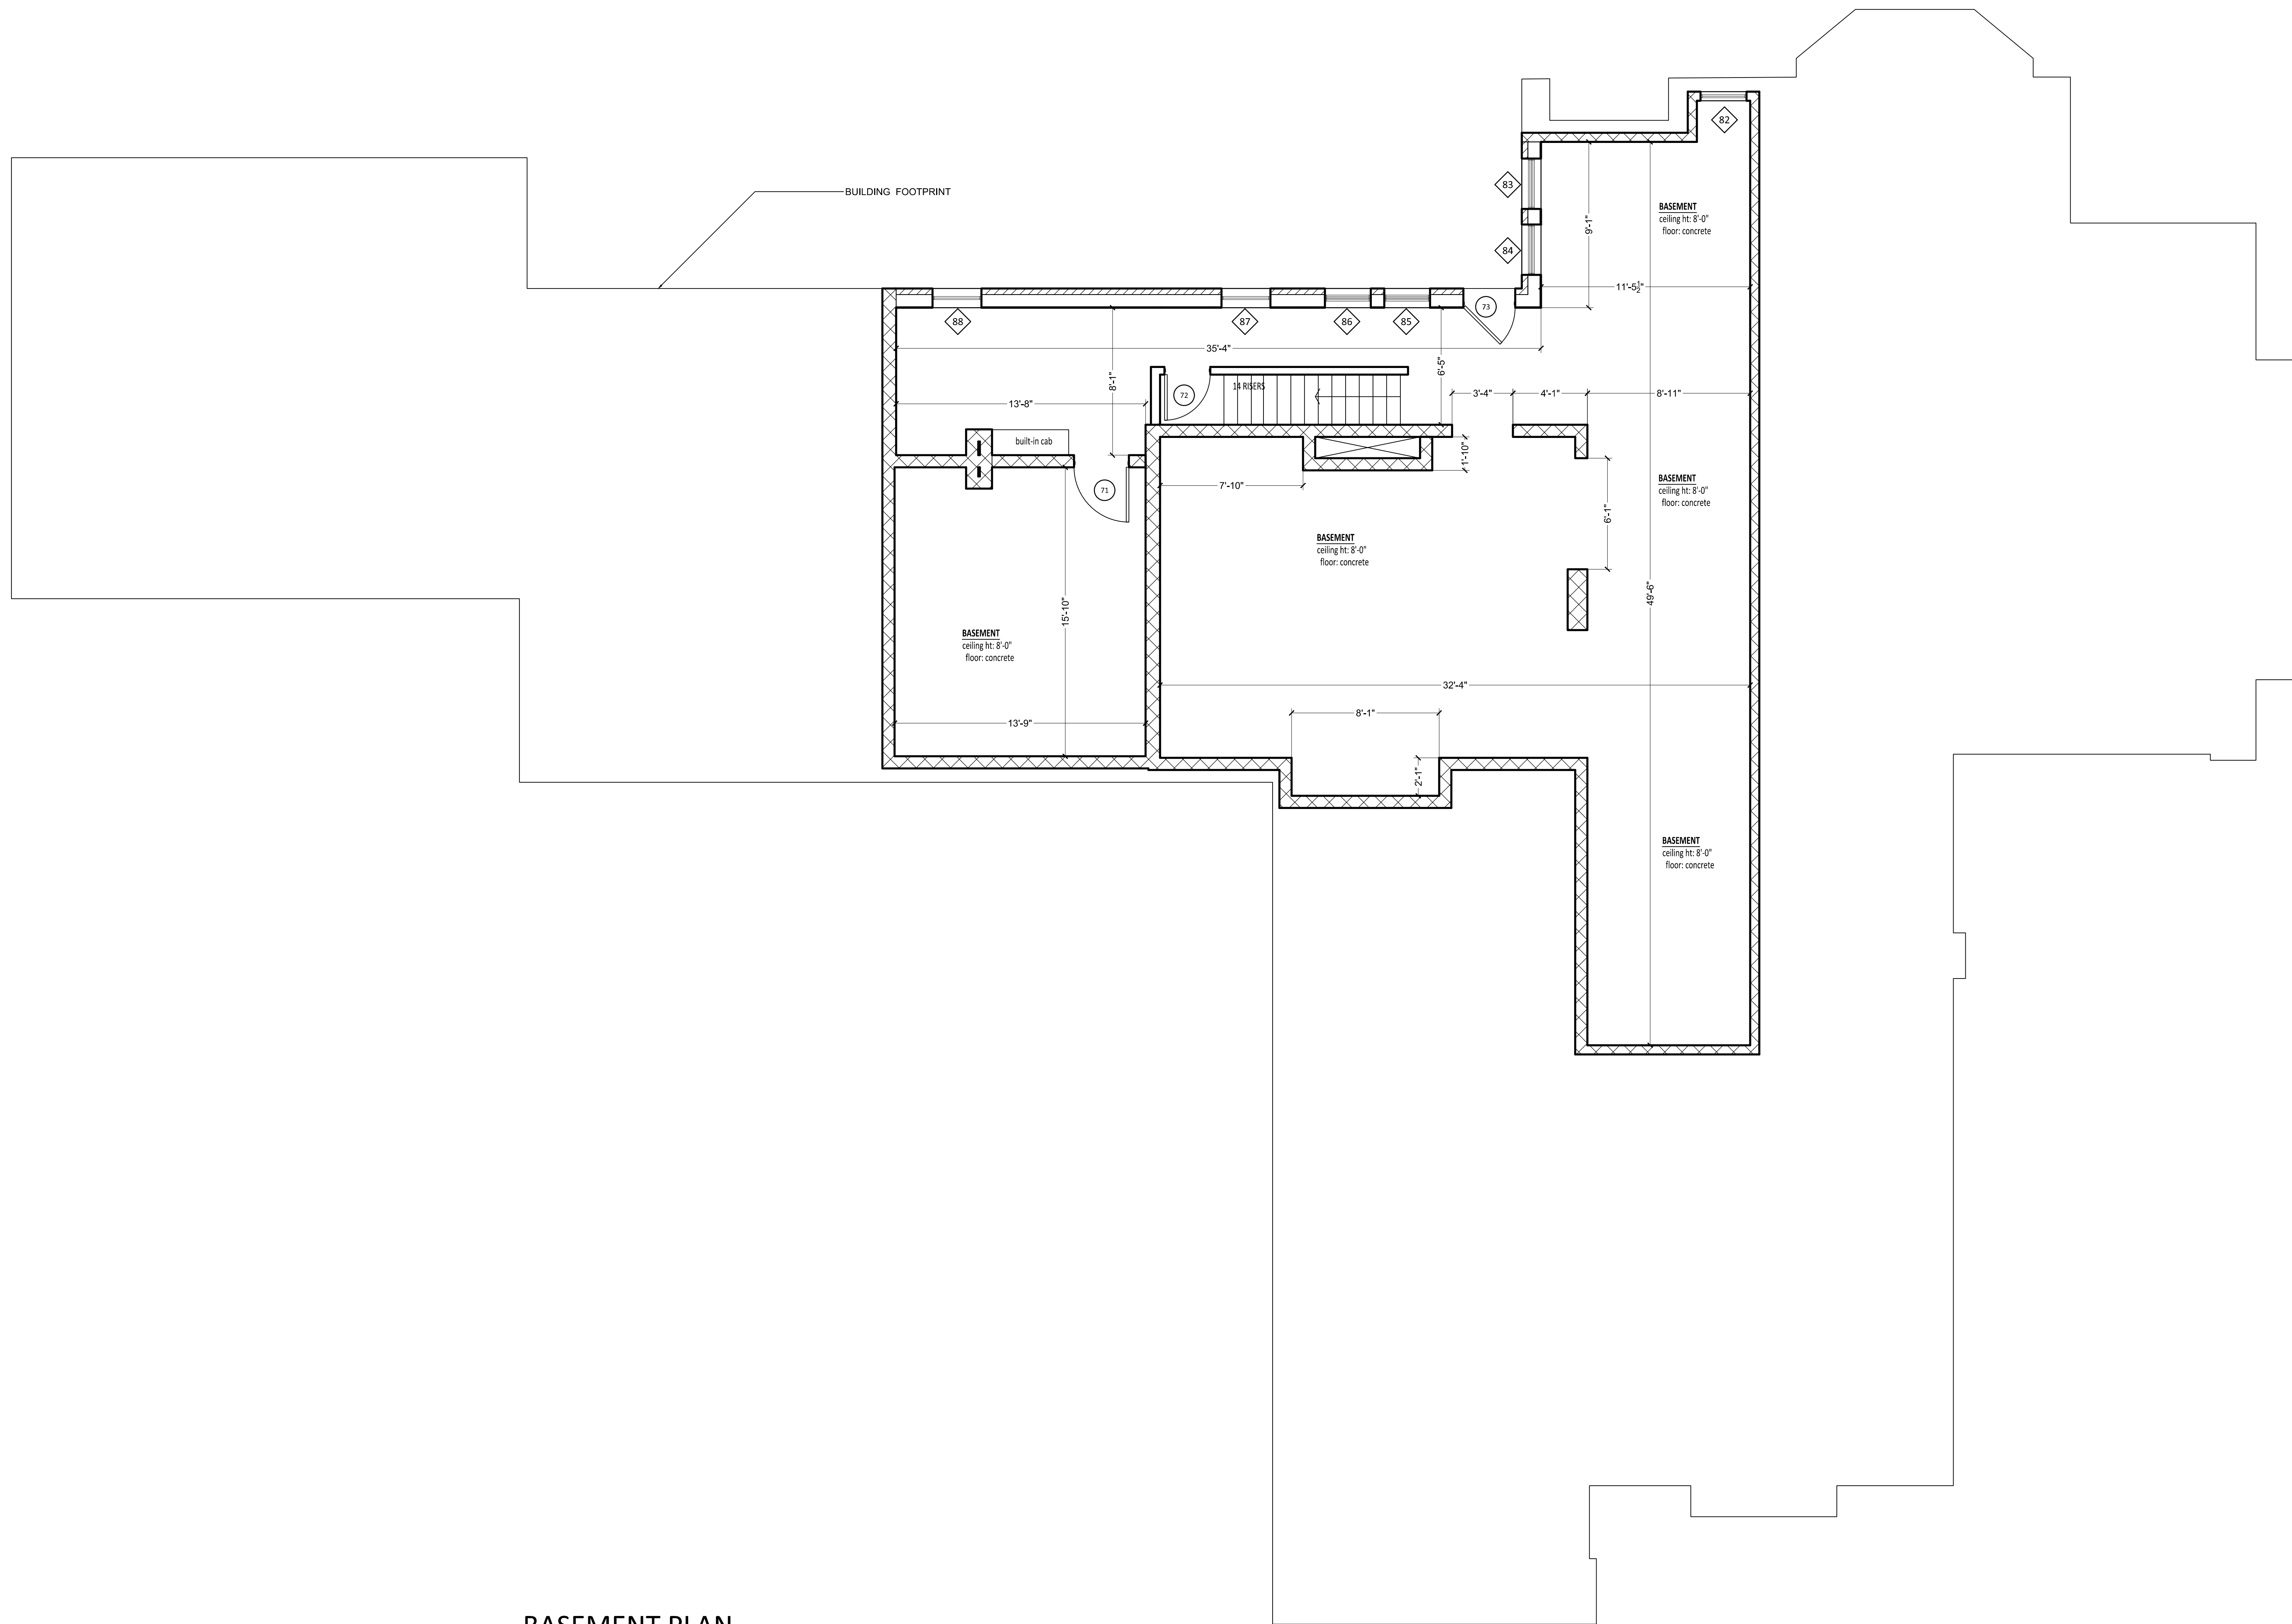 82
BUILDING FOOTPRINT
83
BASEMENT
ceiling ht: 8'-0"
floor: concrete
9'-1"
84
11'-5½"
73
88
87
86
85
35'-4"
6'-5"
8'-1"
14 RISERS
72
13'-8"
3'-4"
4'-1"
8'-11"
built-in cab
1'-10"
71
7'-10"
BASEMENT
ceiling ht: 8'-0"
floor: concrete
6'-1"
BASEMENT
ceiling ht: 8'-0"
floor: concrete
49'-6"
15'-10"
BASEMENT
ceiling ht: 8'-0"
floor: concrete
32'-4"
8'-1"
13'-9"
2'-1"
BASEMENT
ceiling ht: 8'-0"
floor: concrete
BASEMENT PLAN